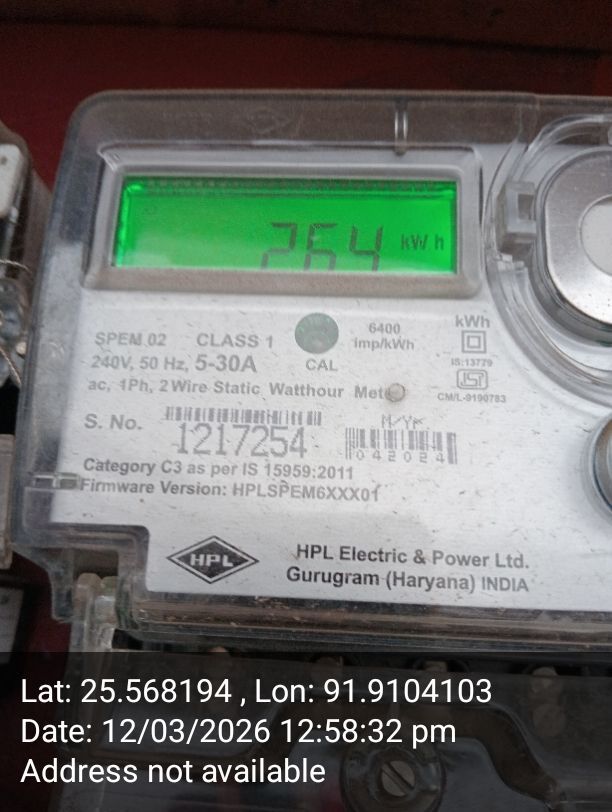 264 kWh
SPEM 02 CLASS 1
6400 imp/kWh
kWh
CAL
240V, 50 Hz, 5-30A
IS:13779
ac, 1Ph, 2 Wire Static Watthour Meter
CM/L-9190783
S. No.
1217254
M/Yr
042024
Category C3 as per IS 15959:2011
Firmware Version: HPLSPEM6XXX01
HPL
HPL Electric & Power Ltd.
Gurugram (Haryana) INDIA
Lat: 25.568194 , Lon: 91.9104103
Date: 12/03/2026 12:58:32 pm
Address not available